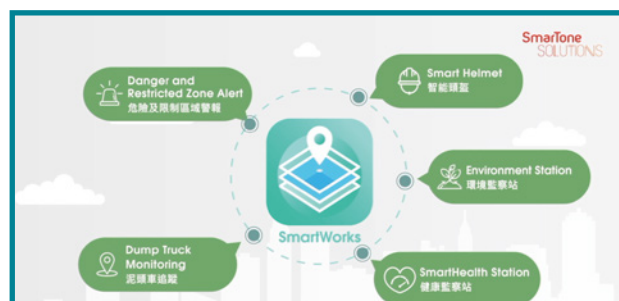 SmarTone
SOLUTIONS
Danger and
Restricted Zone Alert
危險及限制區域警報
Smart Helmet
智能頭盔
Environment Station
環境監察站
SmartWorks
Dump Truck
Monitoring
泥頭車追蹤
SmartHealth Station
健康監察站